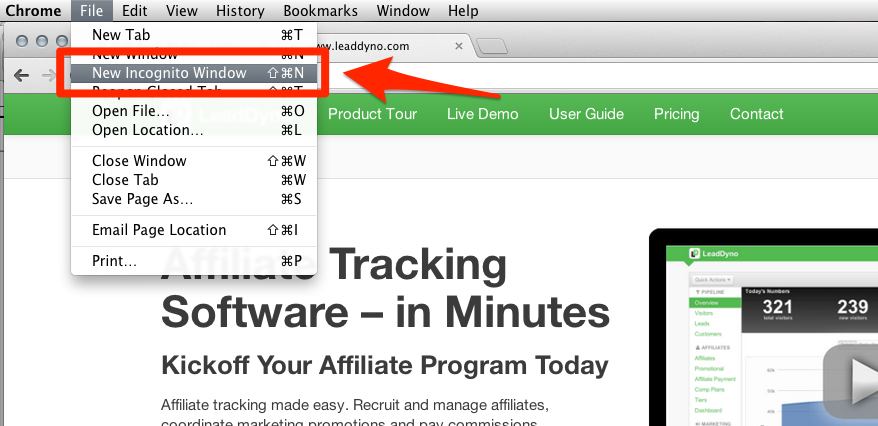 Chrome File Edit View History Bookmarks Window Help
New Tab ⌘T
New Window ⌘N
www.leaddyno.com ×
New Incognito Window ⇧⌘N
Reopen Closed Tab ⇧⌘T
Open File... ⌘O
Open Location... ⌘L
LeadDyno Product Tour Live Demo User Guide Pricing Contact
Close Window ⇧⌘W
Close Tab ⌘W
Save Page As... ⌘S
Email Page Location ⇧⌘I
Print... ⌘P
Affiliate Tracking
Software – in Minutes
Kickoff Your Affiliate Program Today
Affiliate tracking made easy. Recruit and manage affiliates,
coordinate marketing promotions and pay commissions
LeadDyno
Quick Actions
Today's Numbers
PIPELINE
Overview
Visitors
Leads
Customers
321
total visitors
239
new visitors
AFFILIATES
Affiliates
Promotional
Affiliate Payment
Comp Plans
Tiers
Dashboard
MARKETING
60k
40k